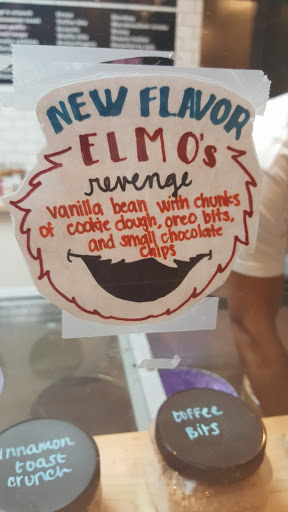 NEW FLAVOR
ELMO's
revenge
vanilla bean with chunks
of cookie dough, oreo bits,
and small chocolate
chips
toffee
Bits
innamon
toast
crunch